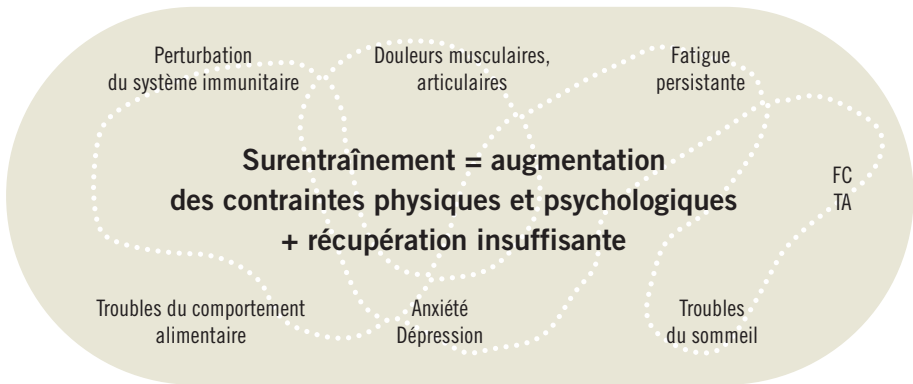 Perturbation
du système immunitaire
Douleurs musculaires,
articulaires
Fatigue
persistante
Surentraînement = augmentation
des contraintes physiques et psychologiques
+ récupération insuffisante
FC
TA
Troubles du comportement
alimentaire
Anxiété
Dépression
Troubles
du sommeil